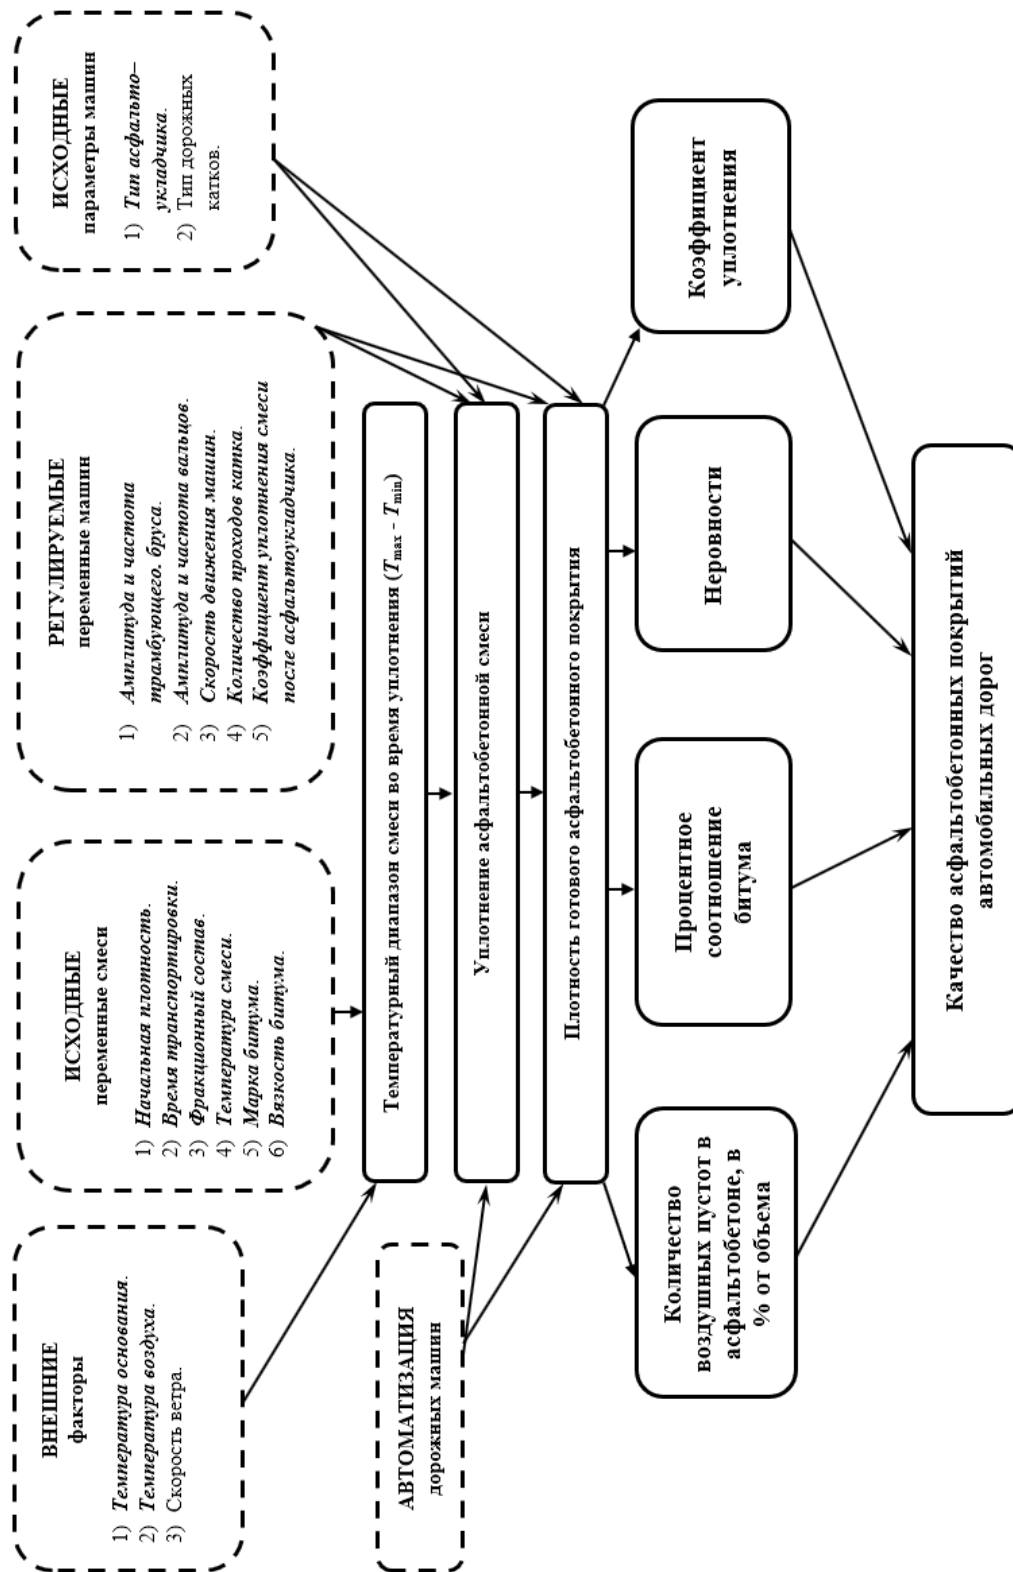 ВНЕШНИЕ
факторы
1) Температура основания.
2) Температура воздуха.
3) Скорость ветра.
ИСХОДНЫЕ
переменные смеси
1) Начальная плотность.
2) Время транспортировки.
3) Фракционный состав.
4) Температура смеси.
5) Марка битума.
6) Вязкость битума.
РЕГУЛИРУЕМЫЕ
переменные машин
1) Амплитуда и частота
трамбующего. бруса.
2) Амплитуда и частота вальцов.
3) Скорость движения машин.
4) Количество проходов катка.
5) Коэффициент уплотнения смеси
после асфальтоукладчика.
ИСХОДНЫЕ
параметры машин
1) Тип асфальто–
укладчика.
2) Тип дорожных
катков.
АВТОМАТИЗАЦИЯ
дорожных машин
Температурный диапазон смеси во время уплотнения (Tmax - Tmin)
Уплотнение асфальтобетонной смеси
Плотность готового асфальтобетонного покрытия
Количество
воздушных пустот в
асфальтобетоне, в
% от объема
Процентное
соотношение
битума
Неровности
Коэффициент
уплотнения
Качество асфальтобетонных покрытий
автомобильных дорог